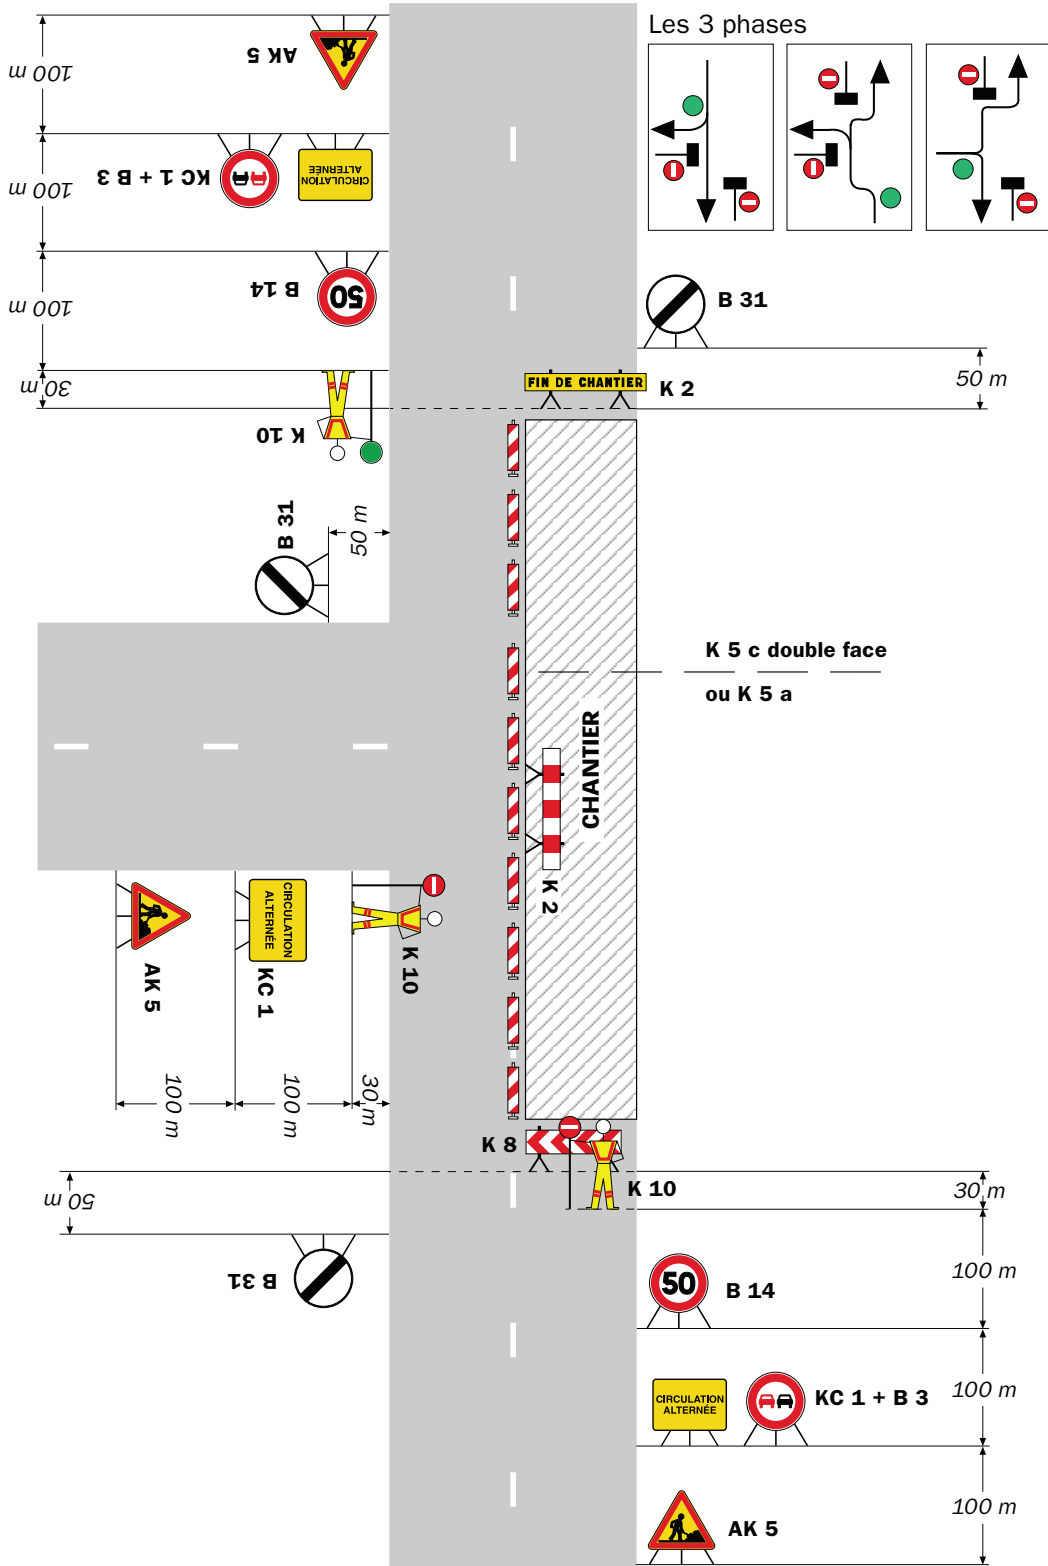 Les 3 phases
AK 5
100 m
KC 1 + B 3
CIRCULATION
ALTERNÉE
100 m
B 14
50
100 m
B 31
50 m
FIN DE CHANTIER
K 2
30 m
K 10
B 31
50 m
K 5 c double face
ou K 5 a
CHANTIER
K 2
AK 5
CIRCULATION
ALTERNÉE
KC 1
K 10
100 m
100 m
30 m
K 8
K 10
30 m
50 m
B 31
50
B 14
100 m
CIRCULATION
ALTERNÉE
KC 1 + B 3
100 m
AK 5
100 m